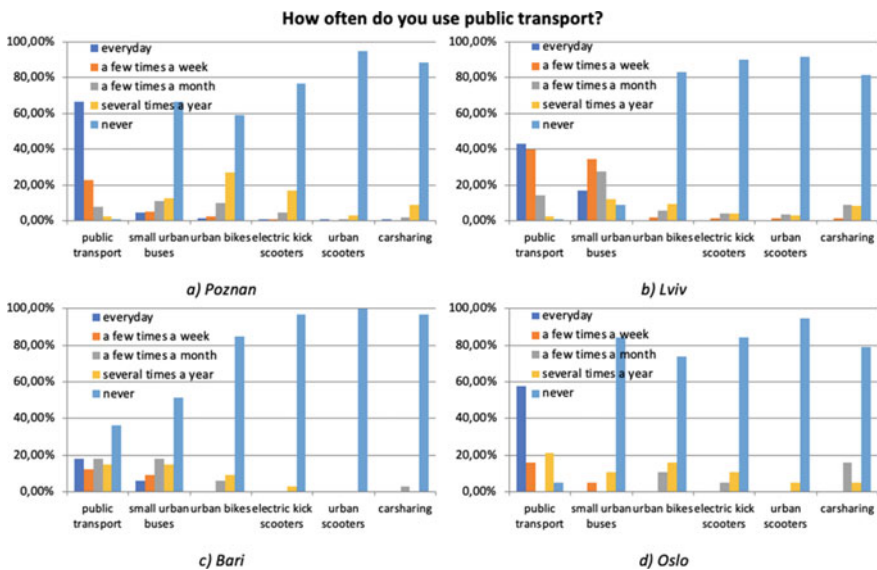 How often do you use public transport?
100,00%
80,00%
60,00%
40,00%
20,00%
0,00%
everyday
a few times a week
a few times a month
several times a year
never
public transport
small urban buses
urban bikes
electric kick scooters
urban scooters
carsharing
a) Poznan
100,00%
80,00%
60,00%
40,00%
20,00%
0,00%
everyday
a few times a week
a few times a month
several times a year
never
public transport
small urban buses
urban bikes
electric kick scooters
urban scooters
carsharing
b) Lviv
100,00%
80,00%
60,00%
40,00%
20,00%
0,00%
everyday
a few times a week
a few times a month
several times a year
never
public transport
small urban buses
urban bikes
electric kick scooters
urban scooters
carsharing
c) Bari
100,00%
80,00%
60,00%
40,00%
20,00%
0,00%
everyday
a few times a week
a few times a month
several times a year
never
public transport
small urban buses
urban bikes
electric kick scooters
urban scooters
carsharing
d) Oslo